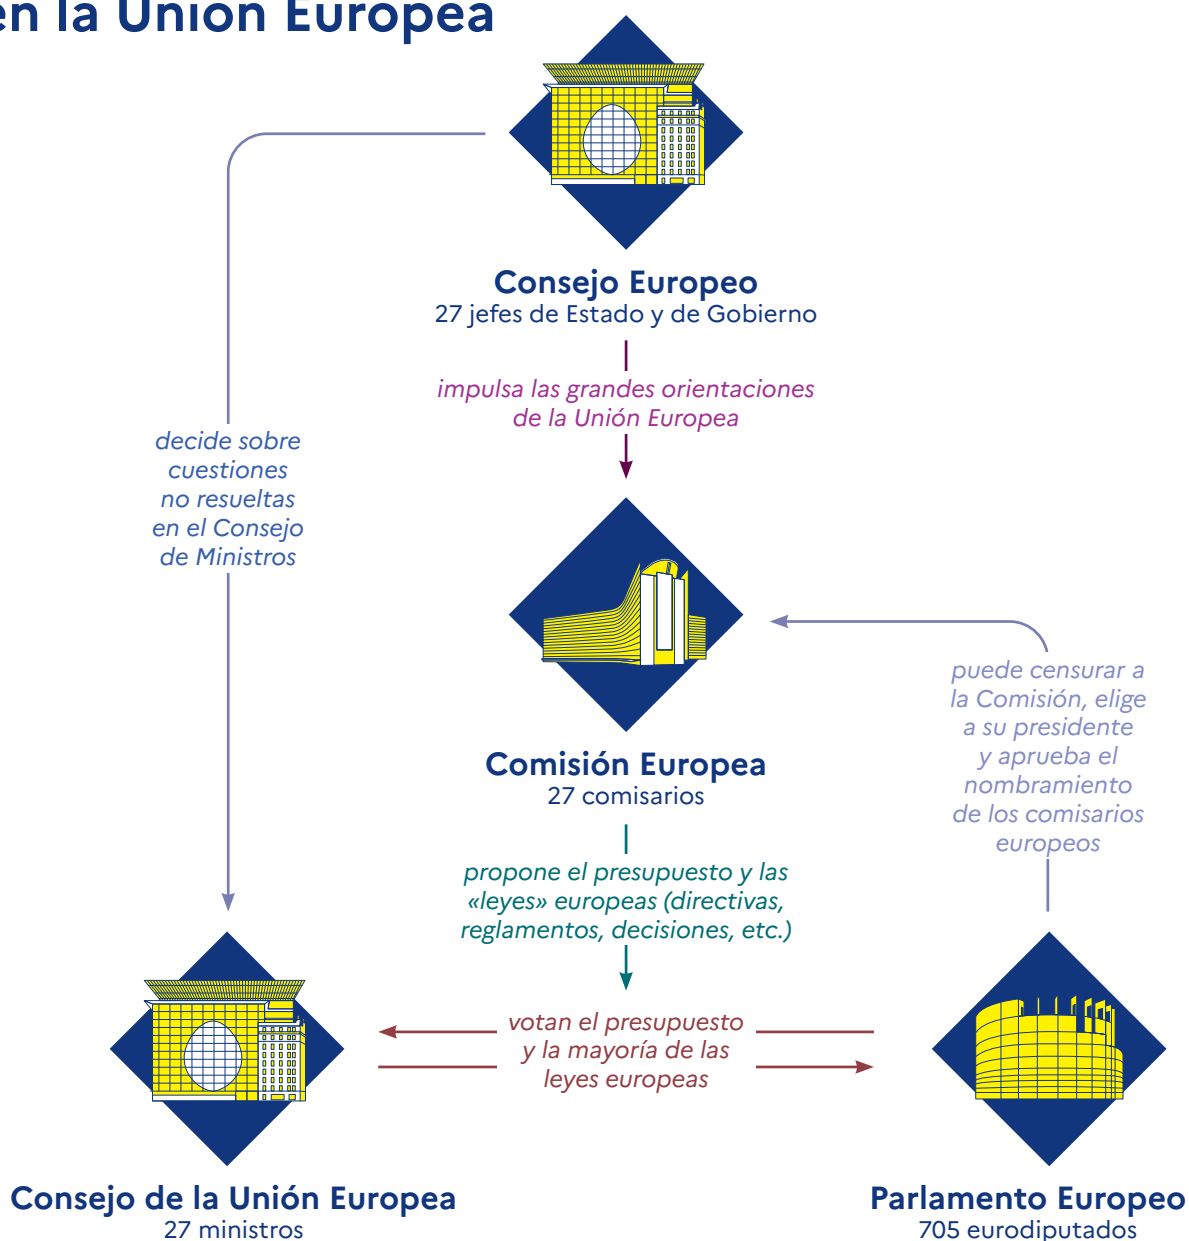 en la Unión Europea
Consejo Europeo
27 jefes de Estado y de Gobierno
impulsa las grandes orientaciones
de la Unión Europea
decide sobre
cuestiones
no resueltas
en el Consejo
de Ministros
puede censurar a
la Comisión, elige
a su presidente
y aprueba el
nombramiento
de los comisarios
europeos
Comisión Europea
27 comisarios
propone el presupuesto y las
«leyes» europeas (directivas,
reglamentos, decisiones, etc.)
votan el presupuesto
y la mayoría de las
leyes europeas
Consejo de la Unión Europea
27 ministros
Parlamento Europeo
705 eurodiputados